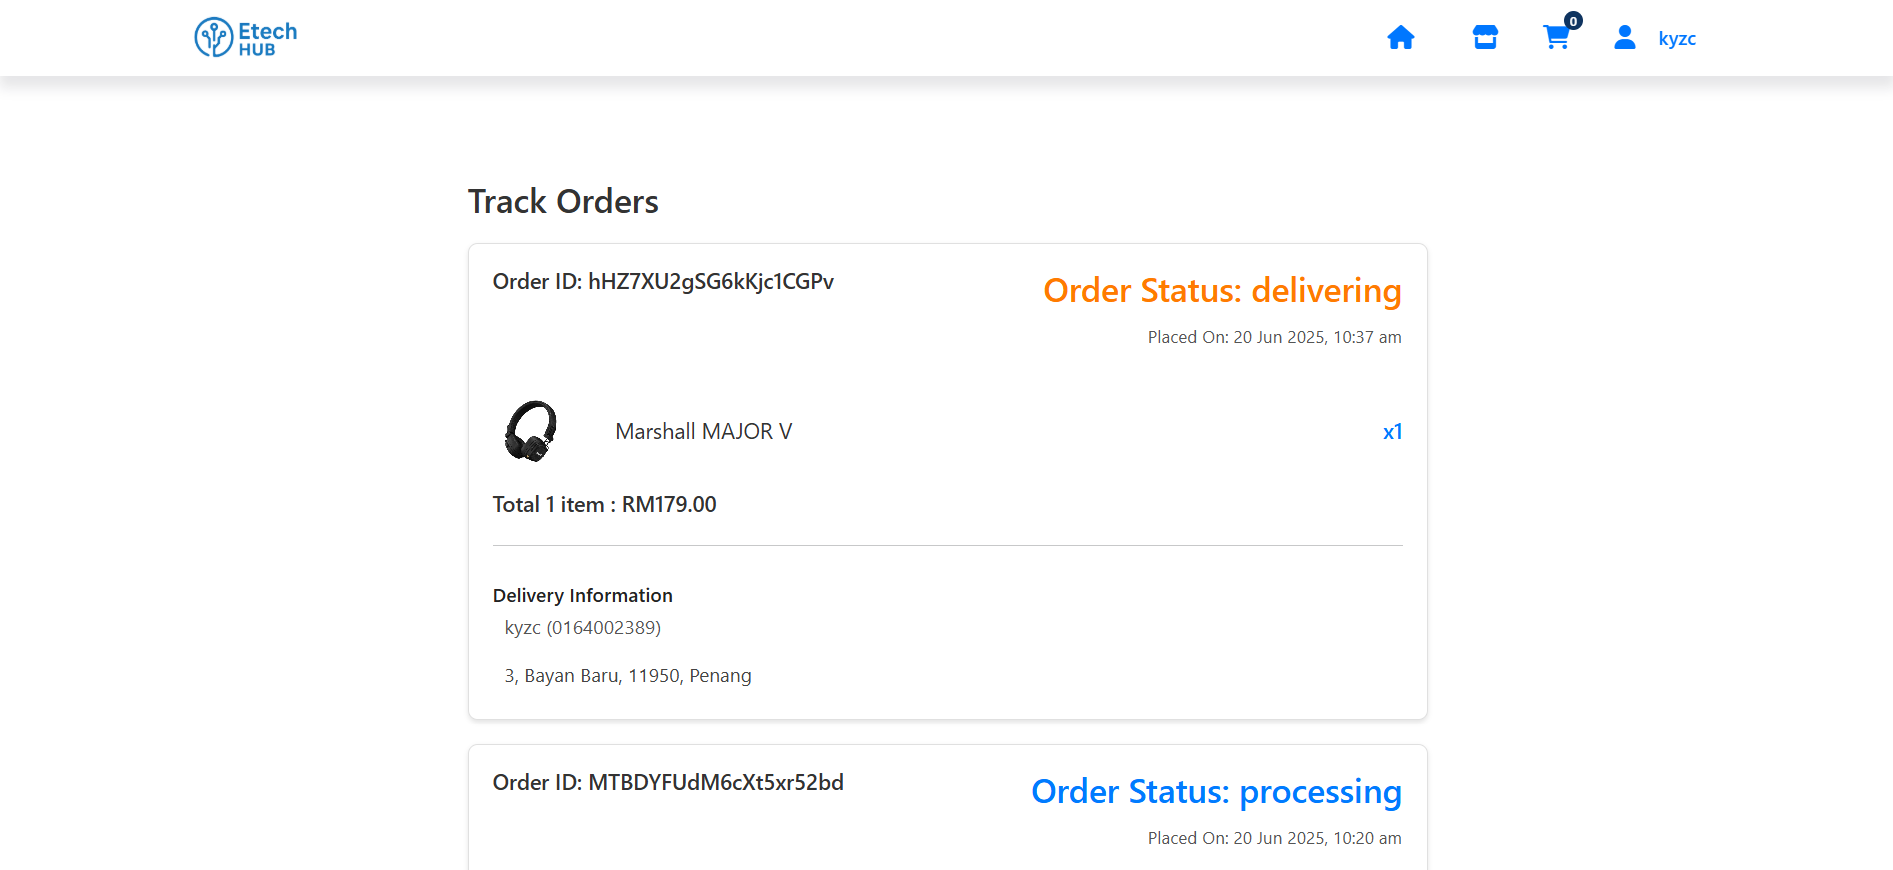 Etech
HUB
0
kyzc
Track Orders
Order ID: hHZ7XU2gSG6kKjc1CGPv
Order Status: delivering
Placed On: 20 Jun 2025, 10:37 am
Marshall MAJOR V
x1
Total 1 item : RM179.00
Delivery Information
kyzc (0164002389)
3, Bayan Baru, 11950, Penang
Order ID: MTBDYFUdM6cXt5xr52bd
Order Status: processing
Placed On: 20 Jun 2025, 10:20 am